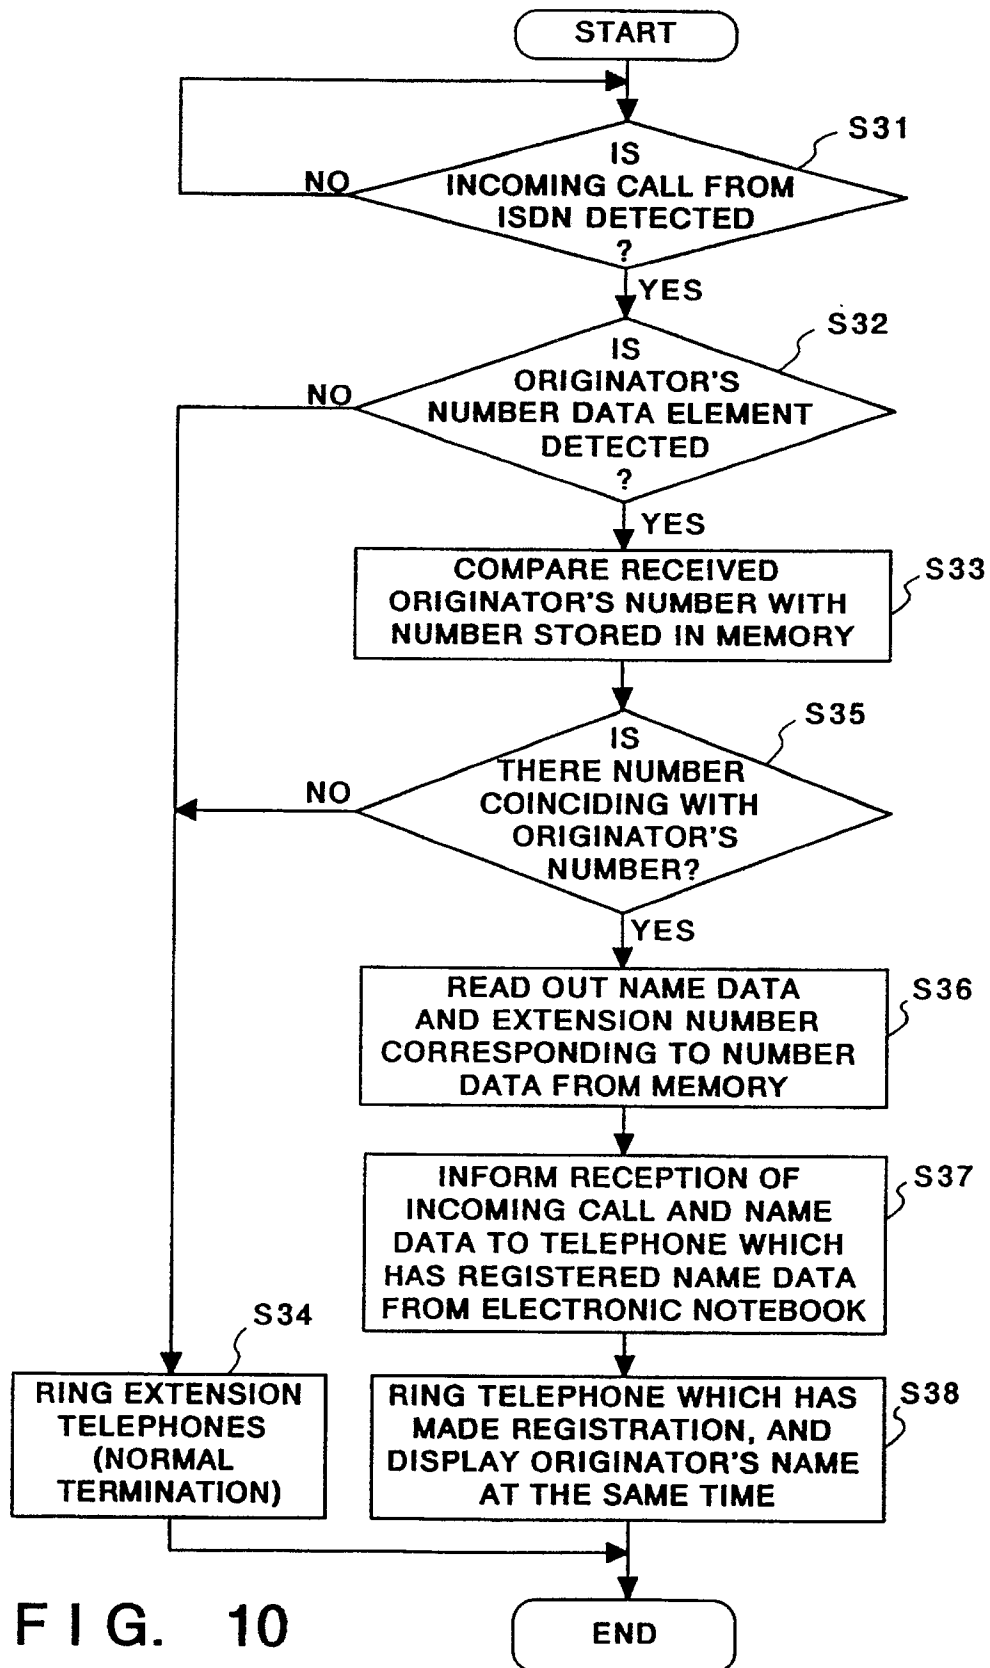 START
S31
IS
INCOMING CALL FROM
ISDN DETECTED
?
NO
YES
S32
IS
ORIGINATOR'S
NUMBER DATA ELEMENT
DETECTED
?
NO
YES
S33
COMPARE RECEIVED
ORIGINATOR'S NUMBER WITH
NUMBER STORED IN MEMORY
S35
IS
THERE NUMBER
COINCIDING WITH
ORIGINATOR'S
NUMBER?
NO
YES
S36
READ OUT NAME DATA
AND EXTENSION NUMBER
CORRESPONDING TO NUMBER
DATA FROM MEMORY
S37
INFORM RECEPTION OF
INCOMING CALL AND NAME
DATA TO TELEPHONE WHICH
HAS REGISTERED NAME DATA
FROM ELECTRONIC NOTEBOOK
S34
RING EXTENSION
TELEPHONES
(NORMAL
TERMINATION)
S38
RING TELEPHONE WHICH HAS
MADE REGISTRATION, AND
DISPLAY ORIGINATOR'S NAME
AT THE SAME TIME
END
FIG. 10